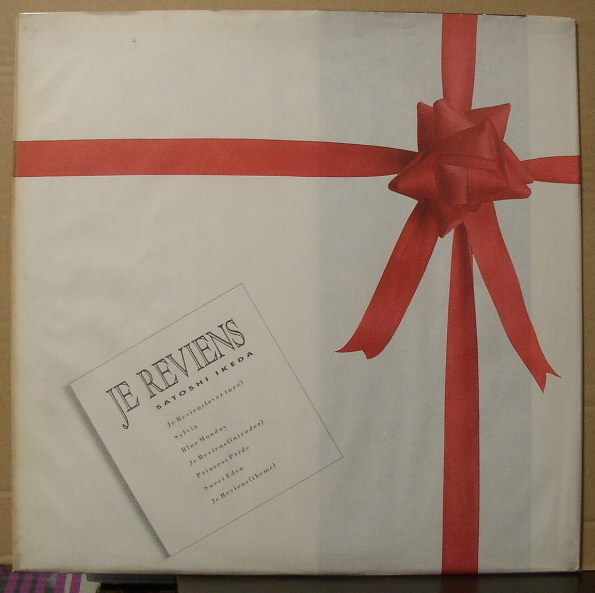 JE REVIENS
SATOSHI IKEDA
Je Reviens(overture)
Sylvia
Blue Monday
Je Reviens(intruder)
Princess Pride
Sweet Eden
Je Reviens(theme)